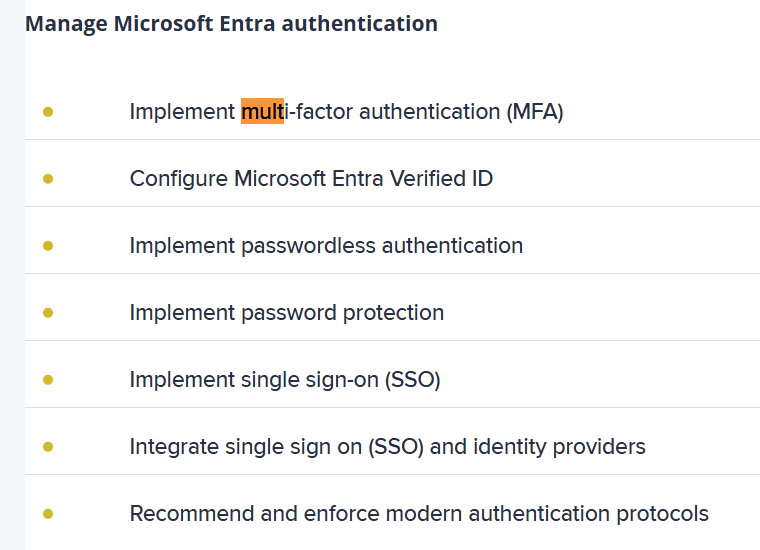 Manage Microsoft Entra authentication
Implement multi-factor authentication (MFA)
Configure Microsoft Entra Verified ID
Implement passwordless authentication
Implement password protection
Implement single sign-on (SSO)
Integrate single sign on (SSO) and identity providers
Recommend and enforce modern authentication protocols